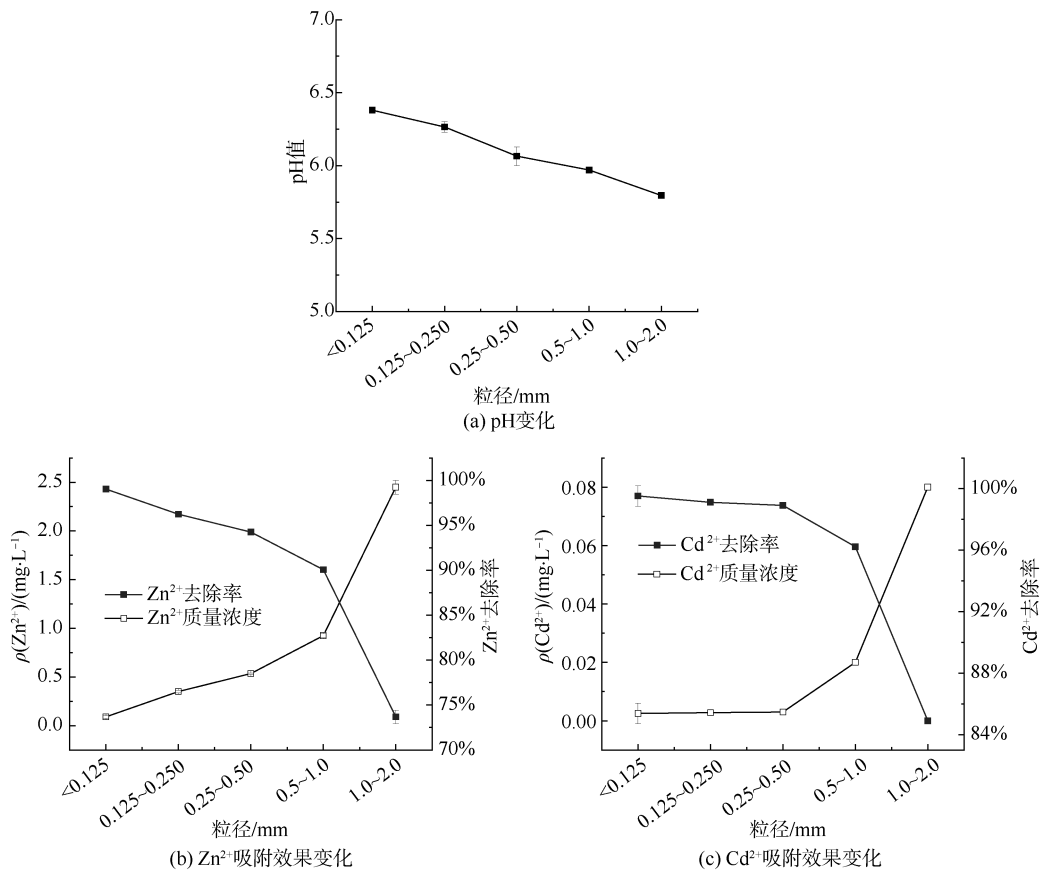 7.0
6.5
6.0
5.5
5.0
pH值
<0.125
0.125~0.250
0.25~0.50
0.5~1.0
1.0~2.0
粒径/mm
(a) pH变化
2.5
2.0
1.5
1.0
0.5
0.0
ρ(Zn²⁺)/(mg·L⁻¹)
Zn²⁺去除率
Zn²⁺质量浓度
100%
95%
90%
85%
80%
75%
70%
Zn²⁺去除率
<0.125
0.125~0.250
0.25~0.50
0.5~1.0
1.0~2.0
粒径/mm
(b) Zn²⁺吸附效果变化
0.08
0.06
0.04
0.02
0.00
ρ(Cd²⁺)/(mg·L⁻¹)
Cd²⁺去除率
Cd²⁺质量浓度
100%
96%
92%
88%
84%
Cd²⁺去除率
<0.125
0.125~0.250
0.25~0.50
0.5~1.0
1.0~2.0
粒径/mm
(c) Cd²⁺吸附效果变化